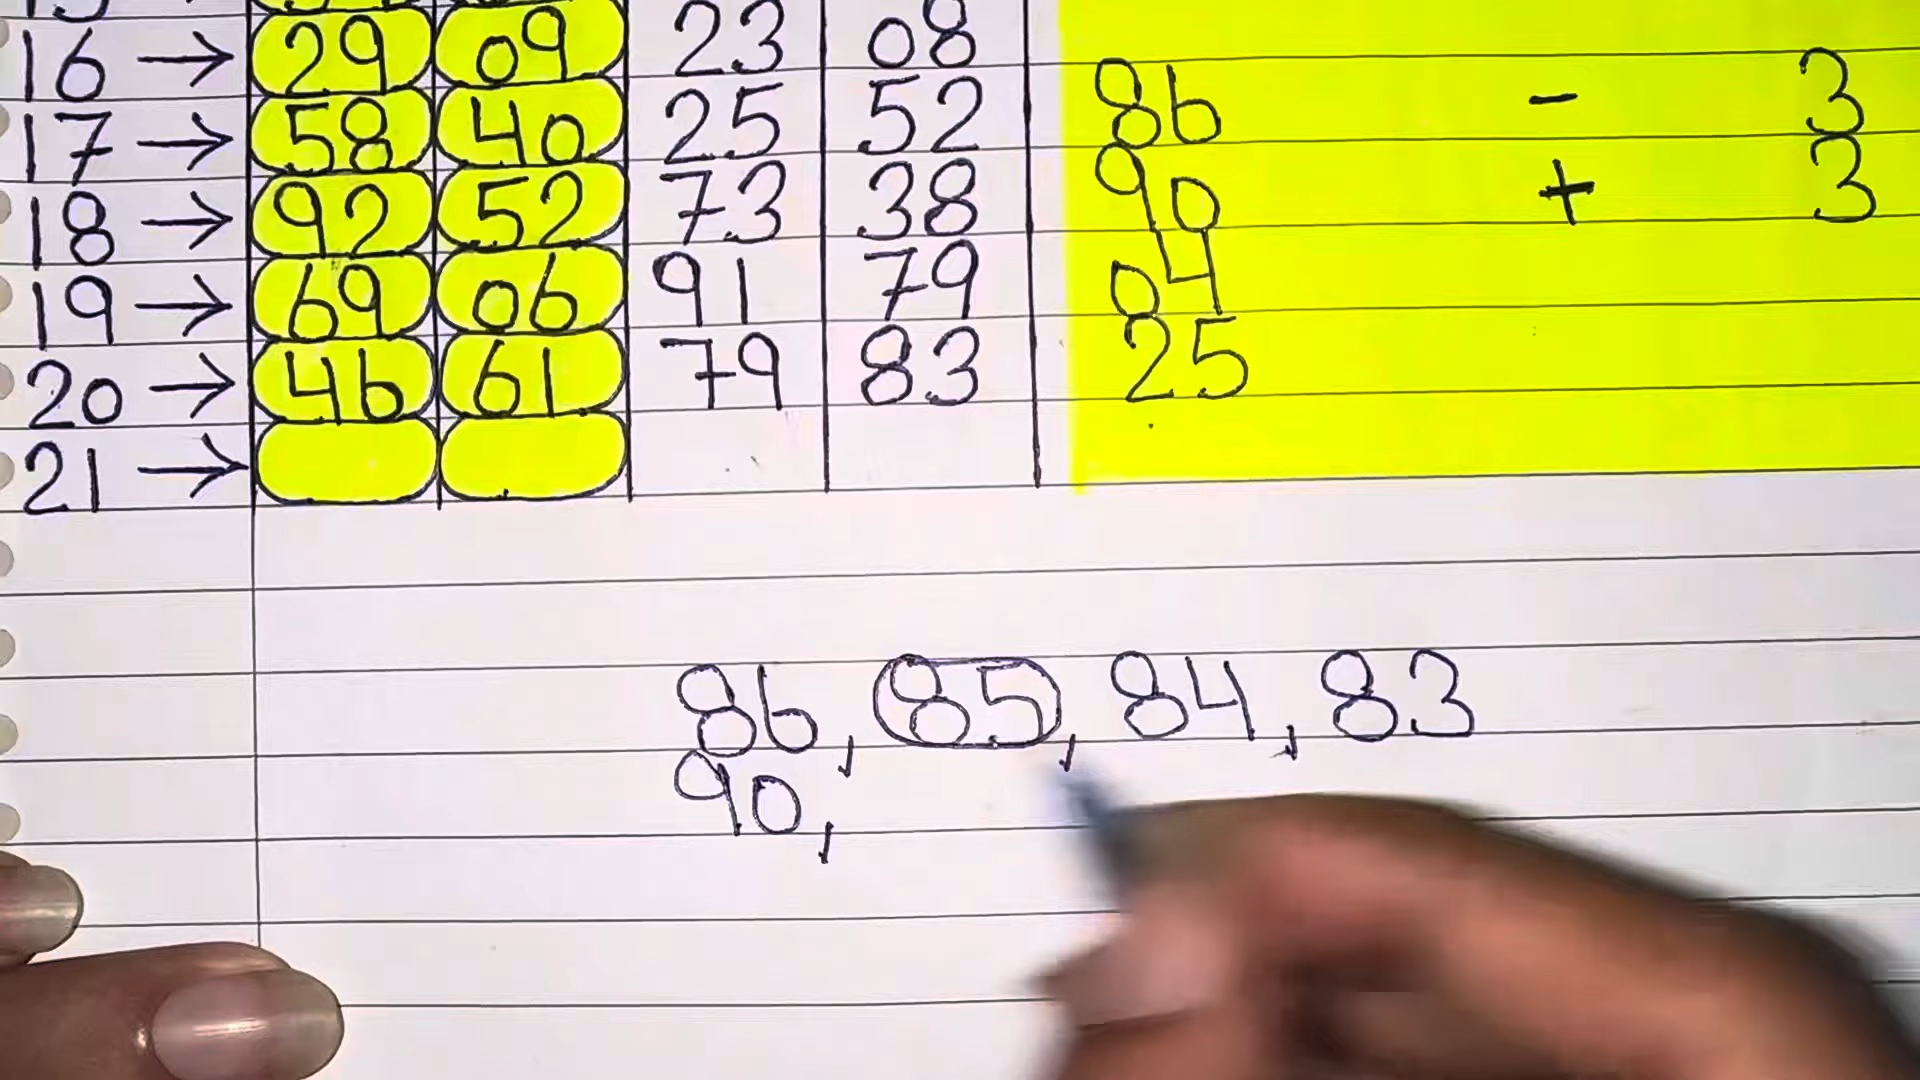 16 → 29 09 23 08
17 → 58 40 25 52 86 - 3
18 → 92 52 73 38 90 + 3
19 → 69 06 91 79 04
20 → 46 61 79 83 25
21 →
86, 85, 84, 83
90,